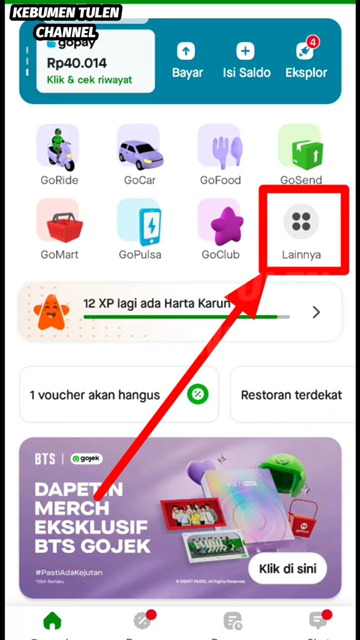 KEBUMEN TULEN
CHANNEL
gopay
Rp40.014
Klik & cek riwayat
Bayar
Isi Saldo
4
Eksplor
GoRide
GoCar
GoFood
GoSend
GoMart
GoPulsa
GoClub
Lainnya
12 XP lagi ada Harta Karun
1 voucher akan hangus
Restoran terdekat
BTS | gojek
DAPETIN
MERCH
EKSKLUSIF
BTS GOJEK
#PastiAdaKejutan
Klik di sini